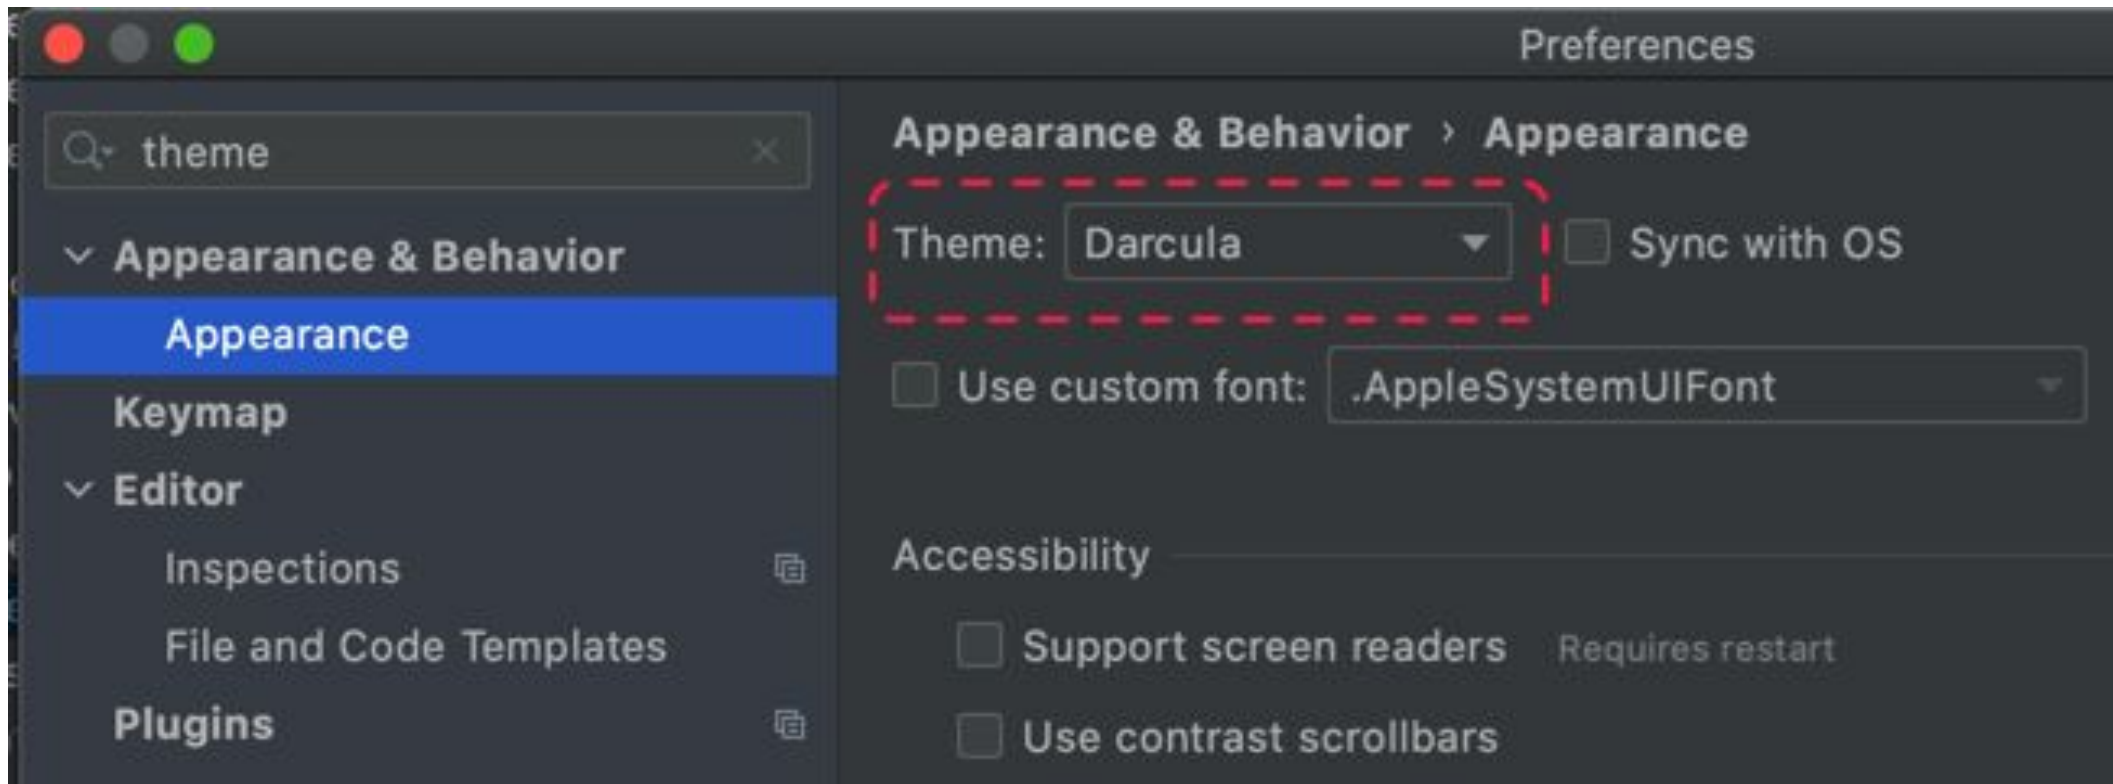 Preferences
theme
Appearance & Behavior
Appearance
Keymap
Editor
Inspections
File and Code Templates
Plugins
Appearance & Behavior › Appearance
Theme: Darcula Sync with OS
Use custom font: .AppleSystemUIFont
Accessibility
Support screen readers Requires restart
Use contrast scrollbars